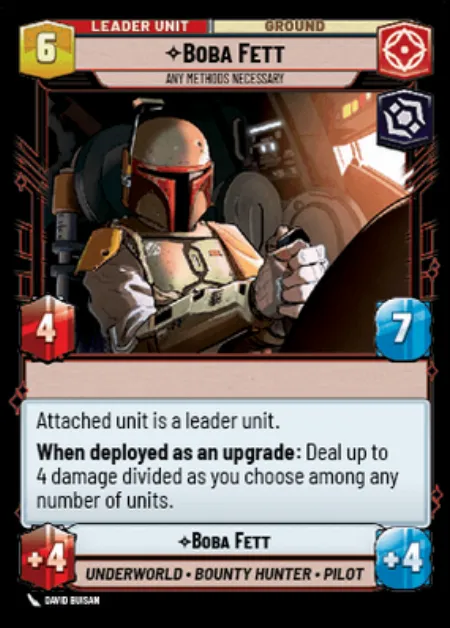 LEADER UNIT
GROUND
6
BOBA FETT
ANY METHODS NECESSARY
4
7
Attached unit is a leader unit.
When deployed as an upgrade: Deal up to
4 damage divided as you choose among any
number of units.
BOBA FETT
+4
+4
UNDERWORLD • BOUNTY HUNTER • PILOT
DAVID BUISAN